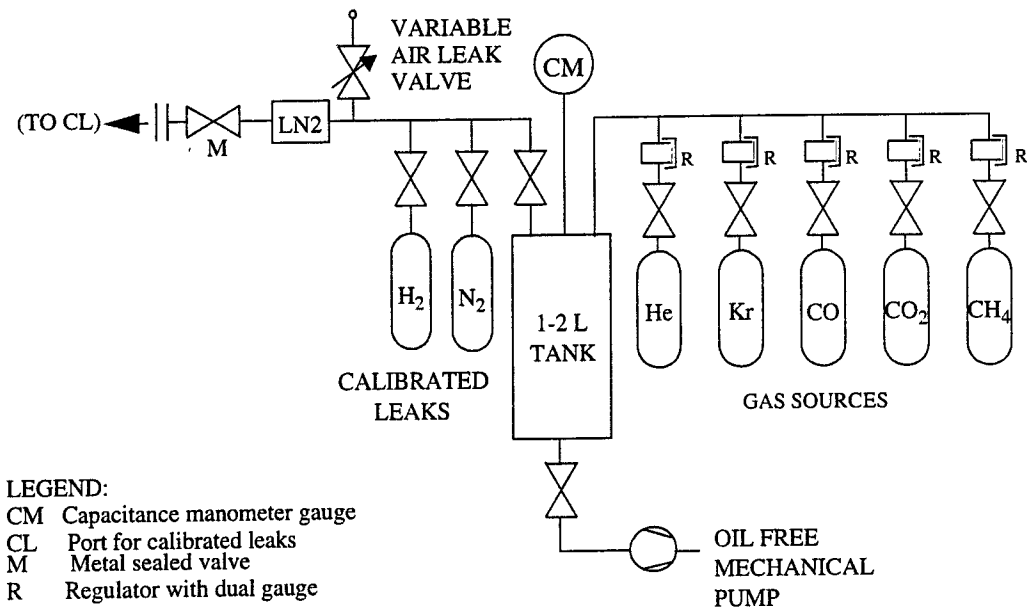 VARIABLE
AIR LEAK
VALVE
CM
(TO CL)
LN2
M
R
R
R
R
R
H2
N2
1-2 L
TANK
He
Kr
CO
CO2
CH4
CALIBRATED
LEAKS
GAS SOURCES
LEGEND:
CM Capacitance manometer gauge
CL Port for calibrated leaks
M Metal sealed valve
R Regulator with dual gauge
OIL FREE
MECHANICAL
PUMP